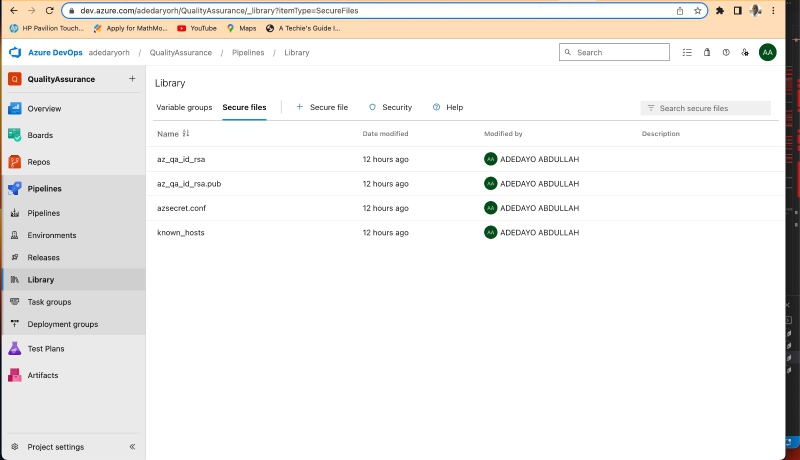 dev.azure.com/adedaryorh/QualityAssurance/_library?itemType=SecureFiles
HP Pavilion Touch... Apply for MathMo... YouTube Maps A Techie's Guide I...
Azure DevOps adedaryorh / QualityAssurance / Pipelines / Library Search AA
Q QualityAssurance +
Overview
Boards
Repos
Pipelines
Pipelines
Environments
Releases
Library
Task groups
Deployment groups
Test Plans
Artifacts
Project settings «
Library
Variable groups Secure files + Secure file Security ? Help Search secure files
Name Date modified Modified by Description
az_qa_id_rsa 12 hours ago AA ADEDAYO ABDULLAH
az_qa_id_rsa.pub 12 hours ago AA ADEDAYO ABDULLAH
azsecret.conf 12 hours ago AA ADEDAYO ABDULLAH
known_hosts 12 hours ago AA ADEDAYO ABDULLAH